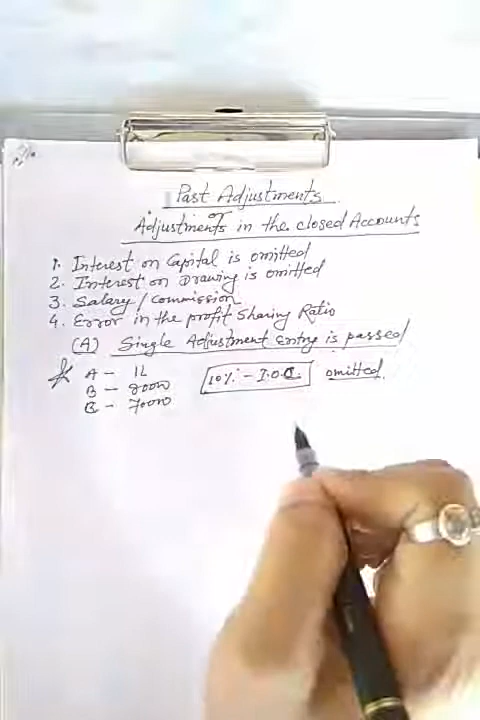 Past Adjustments
or
Adjustments in the closed Accounts
1. Interest on Capital is omitted
2. Interest on Drawing is omitted
3. Salary / Commission
4. Error in the profit Sharing Ratio
(A) Single Adjustment entry is passed
A - 1L
B - 80000
C - 70000
10% - I.O.C. omitted.